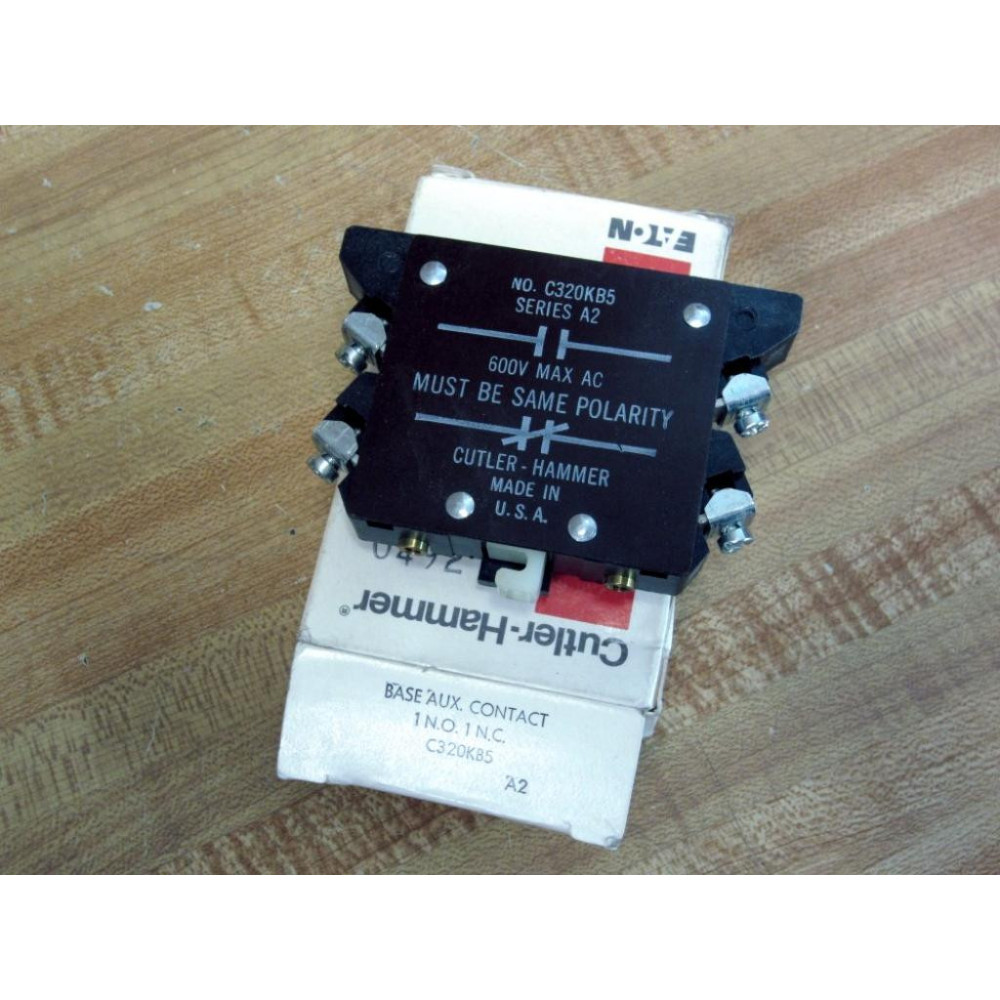 EATON
NO. C320KB5
SERIES A2
600V MAX AC
MUST BE SAME POLARITY
CUTLER-HAMMER
MADE IN
U.S.A.
Cutler-Hammer®
BASE AUX. CONTACT
1 N.O. 1 N.C.
C320KB5
A2